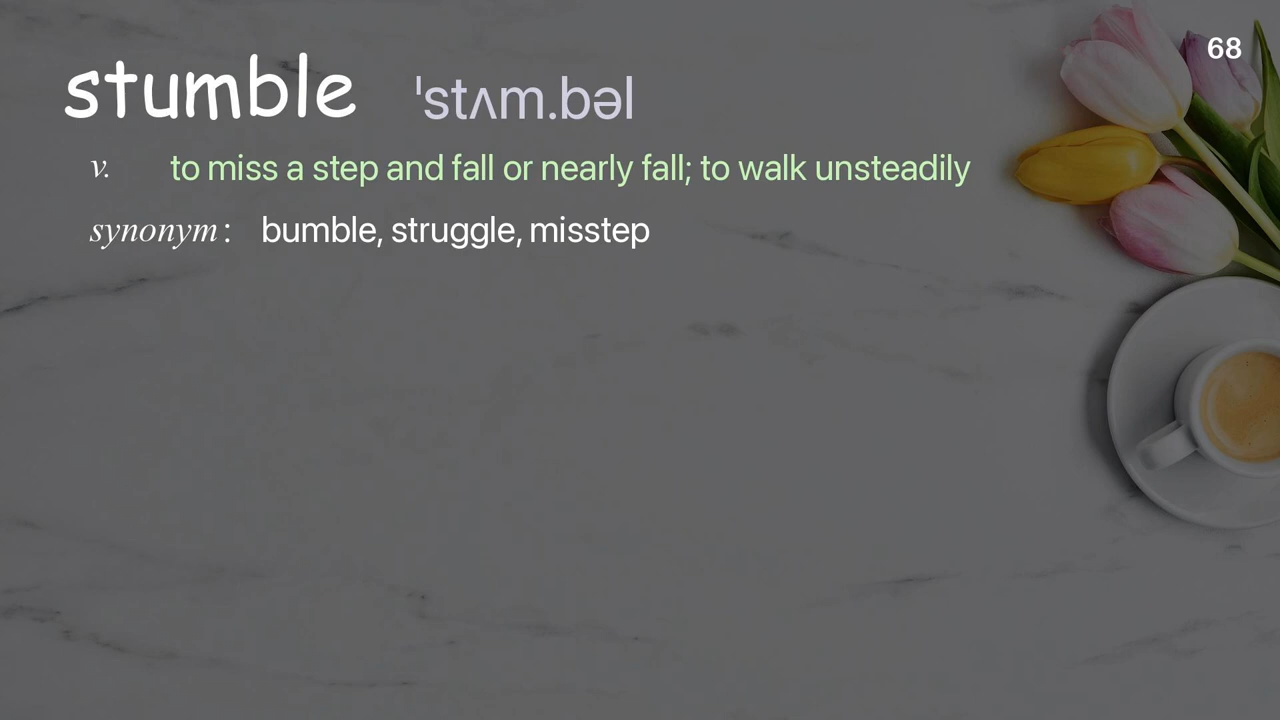 68
stumble ˈstʌm.bəl
v. to miss a step and fall or nearly fall; to walk unsteadily
synonym : bumble, struggle, misstep